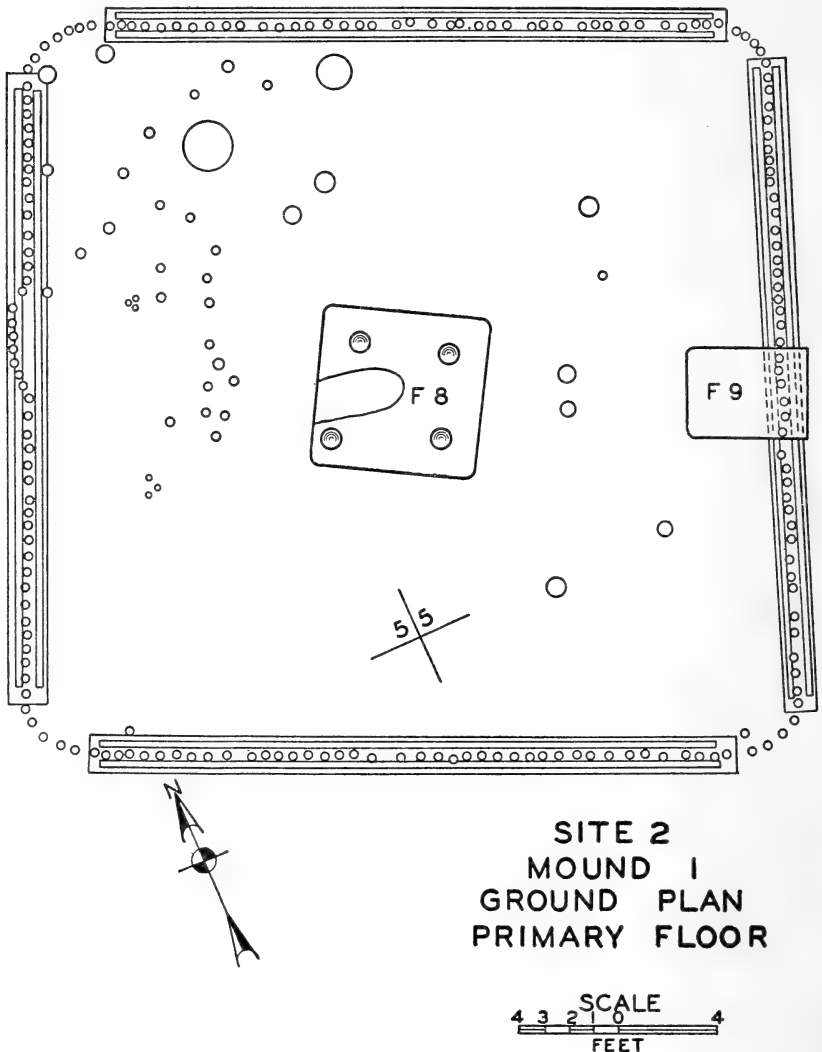 F 8
F 9
5 5
N
SITE 2
MOUND 1
GROUND PLAN
PRIMARY FLOOR
SCALE
4 3 2 1 0 4
FEET